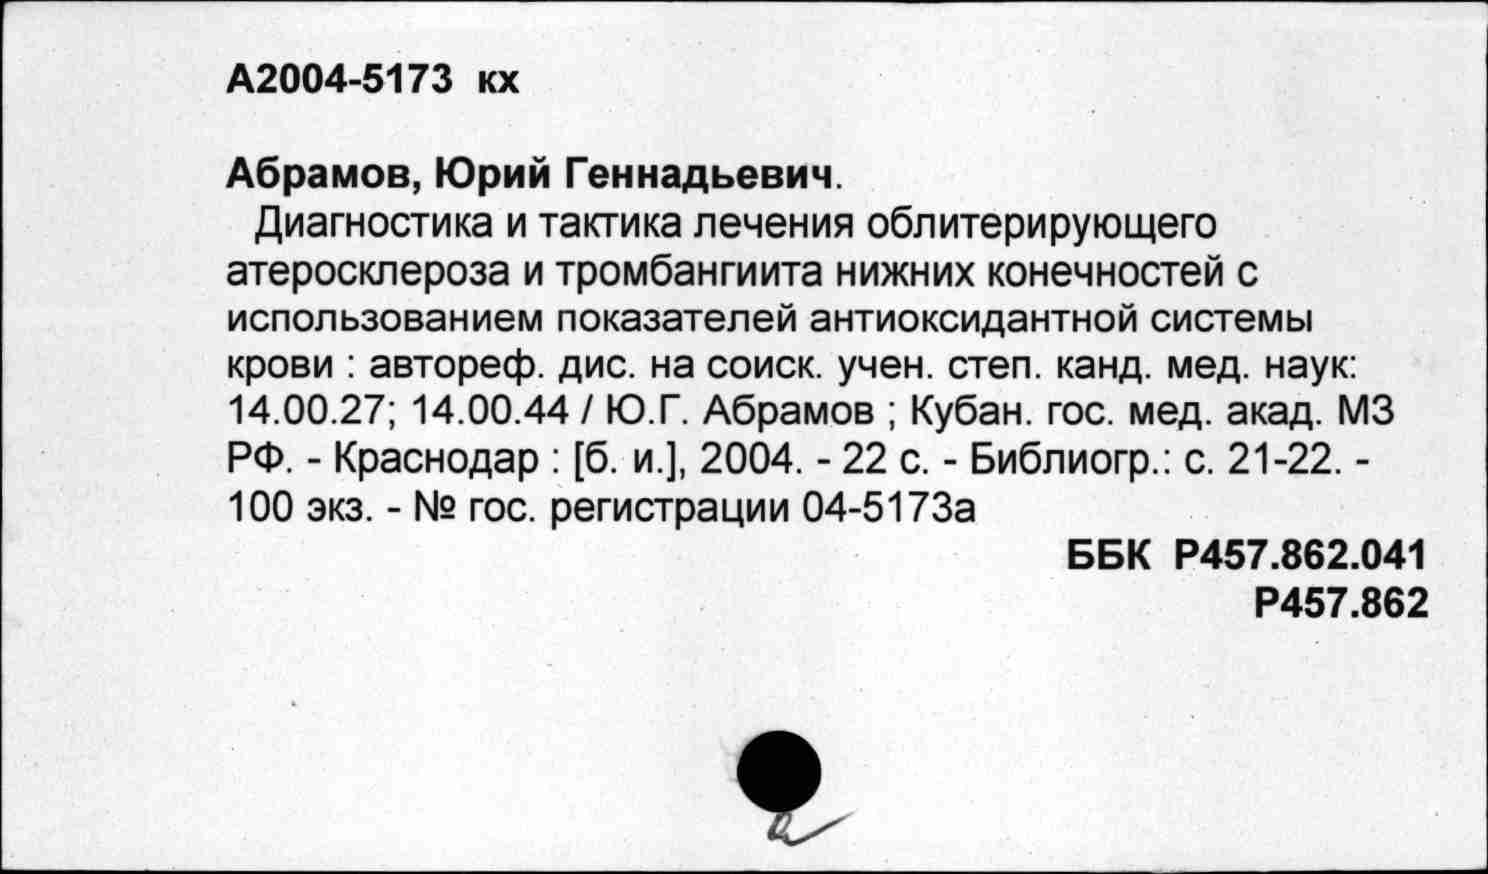 А2004-5173 кх
Абрамов, Юрий Геннадьевич.
Диагностика и тактика лечения облитерирующего
атеросклероза и тромбангиита нижних конечностей с
использованием показателей антиоксидантной системы
крови : автореф. дис. на соиск. учен. степ. канд. мед. наук:
14.00.27; 14.00.44 / Ю.Г. Абрамов ; Кубан. гос. мед. акад. МЗ
РФ. - Краснодар : [б. и.], 2004. - 22 с. - Библиогр.: с. 21-22. -
100 экз. - № гос. регистрации 04-5173а
ББК Р457.862.041
Р457.862